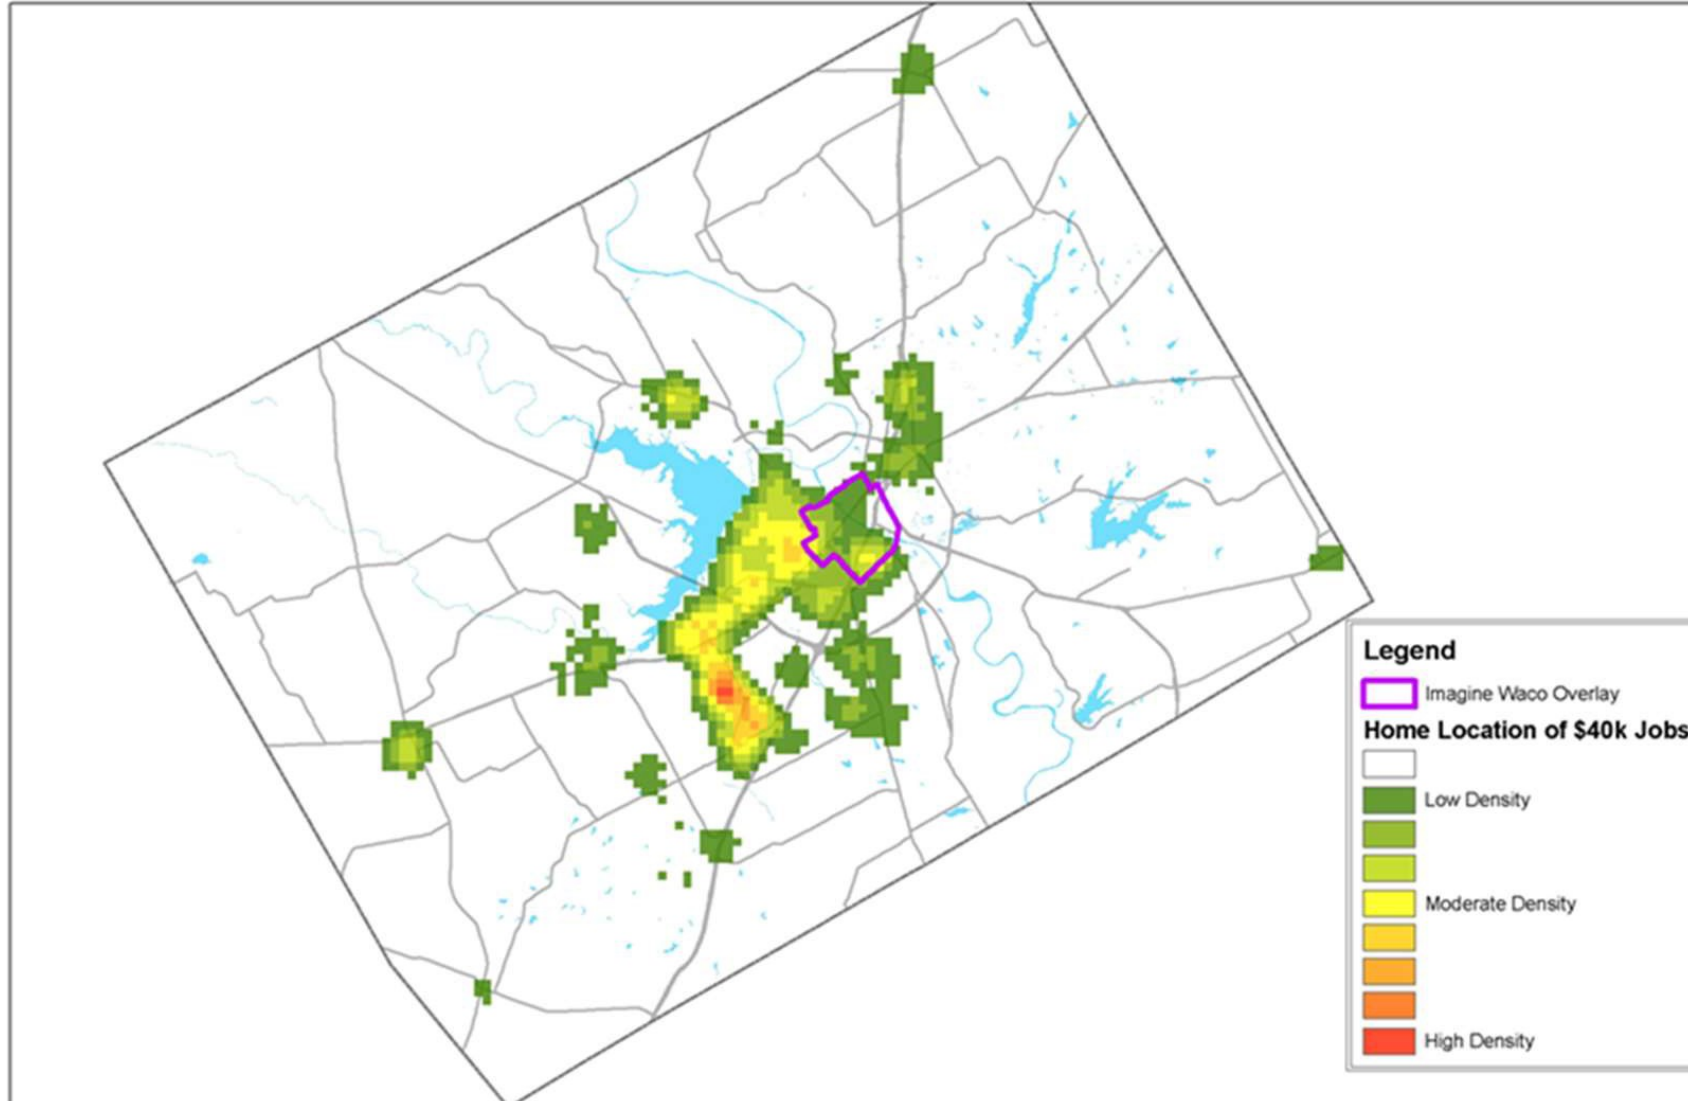 Legend
Imagine Waco Overlay
Home Location of $40k Jobs
Low Density
Moderate Density
High Density